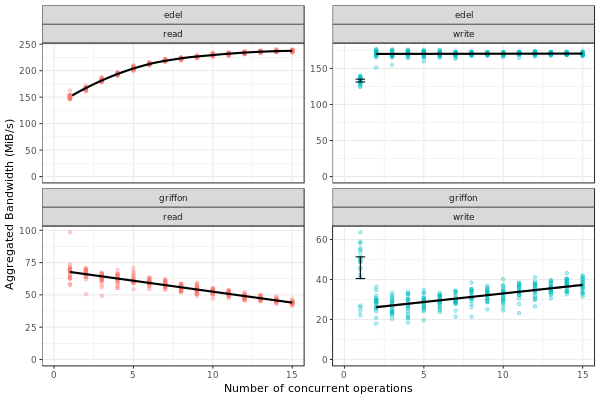 edel
edel
read
write
250
200
150
100
50
0
150
100
50
0
griffon
griffon
read
write
100
75
50
25
0
60
40
20
0
0
5
10
15
0
5
10
15
Aggregated Bandwidth (MiB/s)
Number of concurrent operations